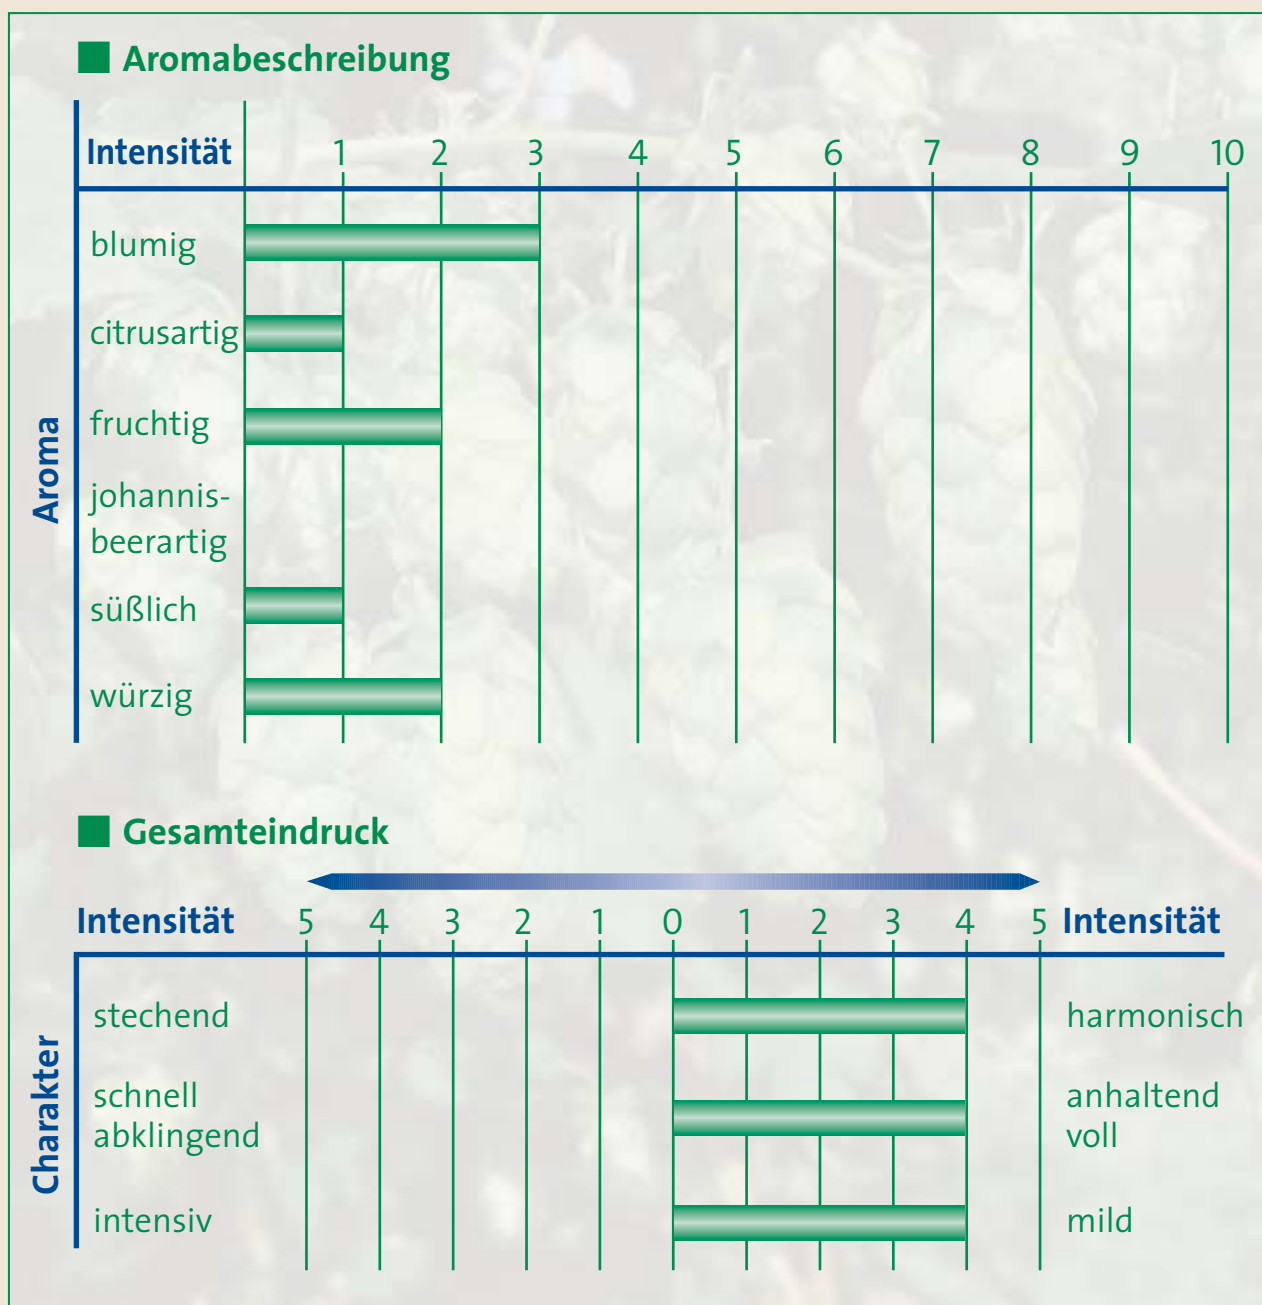 Aromabeschreibung
Intensität 1 2 3 4 5 6 7 8 9 10
Aroma
blumig
citrusartig
fruchtig
johannis-
beerartig
süßlich
würzig
Gesamteindruck
Intensität 5 4 3 2 1 0 1 2 3 4 5 Intensität
Charakter
stechend harmonisch
schnell anhaltend
abklingend voll
intensiv mild